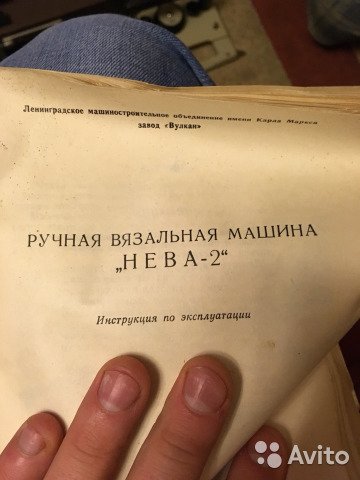 Ленинградское машиностроительное объединение имени Карла Маркса
завод «Вулкан»
РУЧНАЯ ВЯЗАЛЬНАЯ МАШИНА
„НЕВА-2“
Инструкция по эксплуатации
Avito